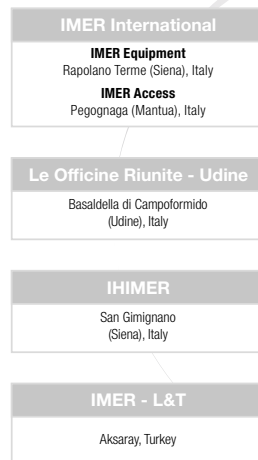 IMER International
IMER Equipment
Rapolano Terme (Siena), Italy
IMER Access
Pegognaga (Mantua), Italy
Le Officine Riunite - Udine
Basaldella di Campoformido
(Udine), Italy
IHIMER
San Gimignano
(Siena), Italy
IMER - L&T
Aksaray, Turkey